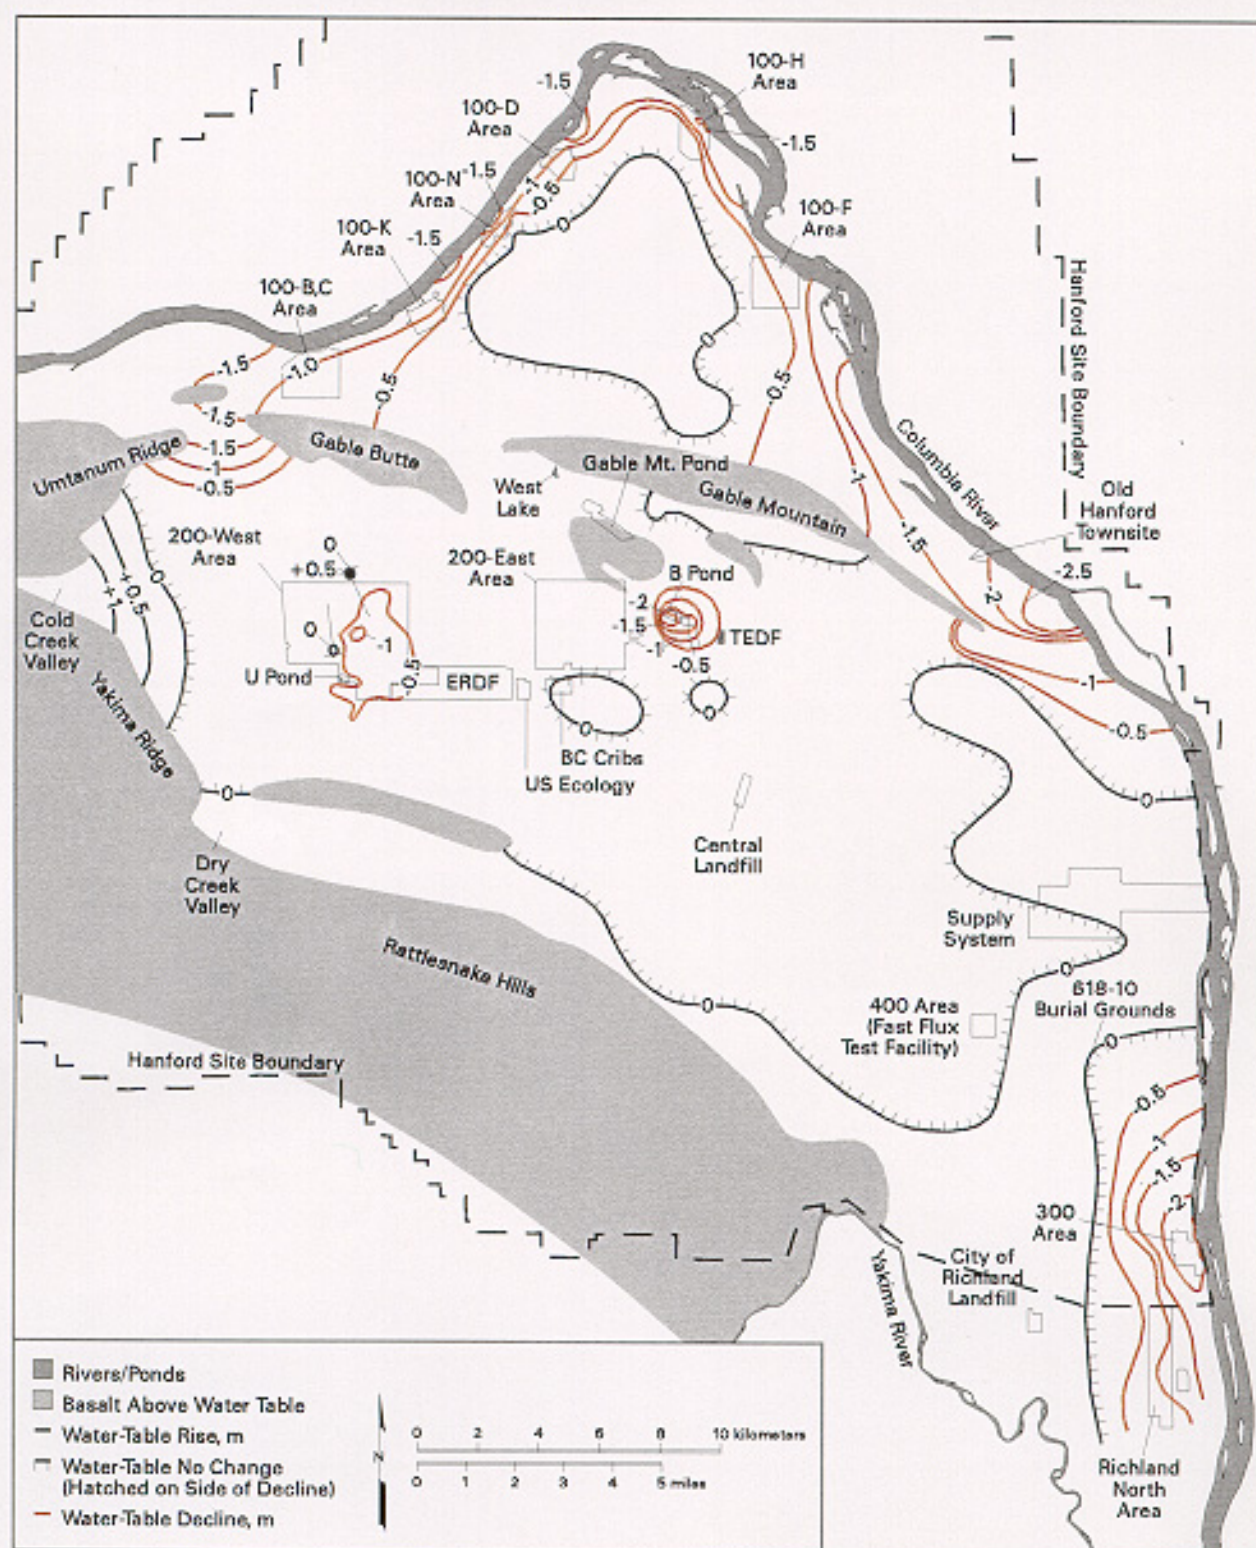 100-H
Area
-1.5
100-D
Area
-1.5
-1.5
100-N
Area
-1
-0.5
0
100-K
Area
-1.5
100-F
Area
100-B,C
Area
-1.5
-1.0
-0.5
0
-0.5
Hanford Site Boundary
-1.5
-1.5
-1
-0.5
Umtanum Ridge
Gable Butte
Gable Mt. Pond
Gable Mountain
West
Lake
-1
-1.5
Columbia River
Old
Hanford
Townsite
-2.5
-2
200-West
Area
0
+0.5
200-East
Area
B Pond
-2
-1.5
-1
-0.5
TEDF
0
+0.5
+1
Cold
Creek
Valley
0
0
-1
-0.5
U Pond
ERDF
0
0
-1
-0.5
0
BC Cribs
US Ecology
Yakima Ridge
0
Dry
Creek
Valley
Central
Landfill
Supply
System
Rattlesnake Hills
0
0
400 Area
(Fast Flux
Test Facility)
618-10
Burial Grounds
0
Hanford Site Boundary
-0.5
-1
-1.5
-2
300
Area
City of
Richland
Landfill
Yakima River
Richland
North
Area
Rivers/Ponds
Basalt Above Water Table
Water-Table Rise, m
Water-Table No Change
(Hatched on Side of Decline)
Water-Table Decline, m
N
0 2 4 6 8 10 kilometers
0 1 2 3 4 5 miles